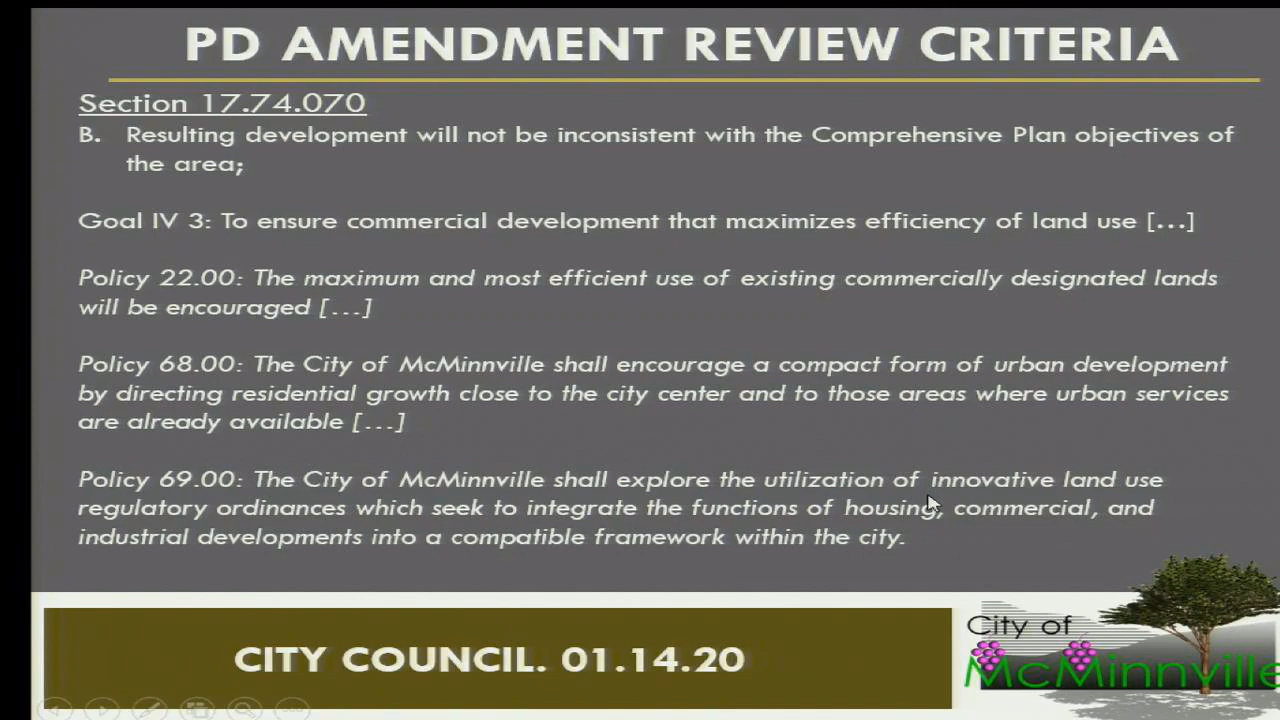 PD AMENDMENT REVIEW CRITERIA
Section 17.74.070
B. Resulting development will not be inconsistent with the Comprehensive Plan objectives of
the area;
Goal IV 3: To ensure commercial development that maximizes efficiency of land use [...]
Policy 22.00: The maximum and most efficient use of existing commercially designated lands
will be encouraged [...]
Policy 68.00: The City of McMinnville shall encourage a compact form of urban development
by directing residential growth close to the city center and to those areas where urban services
are already available [...]
Policy 69.00: The City of McMinnville shall explore the utilization of innovative land use
regulatory ordinances which seek to integrate the functions of housing, commercial, and
industrial developments into a compatible framework within the city.
CITY COUNCIL. 01.14.20
City of
McMinnville